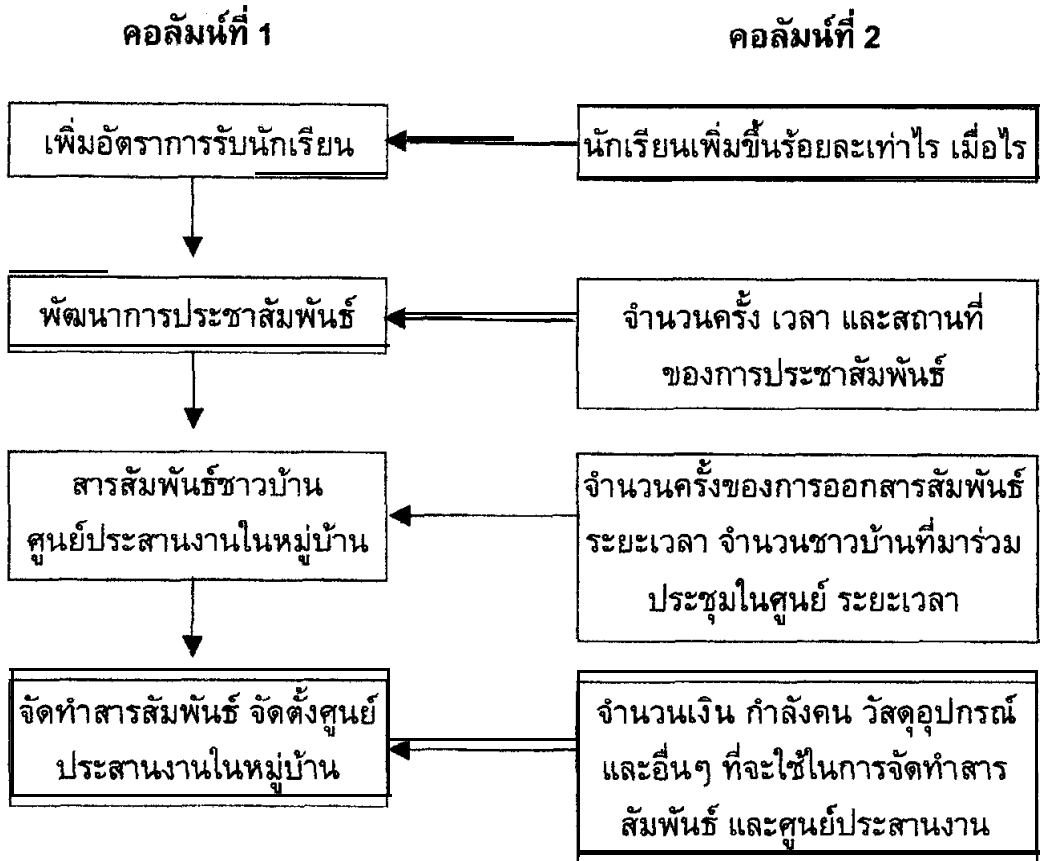 คอลัมน์ที่ 1
คอลัมน์ที่ 2
เพิ่มอัตราการรับนักเรียน
นักเรียนเพิ่มขึ้นร้อยละเท่าไร เมื่อไร
พัฒนาการประชาสัมพันธ์
จำนวนครั้ง เวลา และสถานที่
ของการประชาสัมพันธ์
สารสัมพันธ์ชาวบ้าน
ศูนย์ประสานงานในหมู่บ้าน
จำนวนครั้งของการออกสารสัมพันธ์
ระยะเวลา จำนวนชาวบ้านที่มาร่วม
ประชุมในศูนย์ ระยะเวลา
จัดทำสารสัมพันธ์ จัดตั้งศูนย์
ประสานงานในหมู่บ้าน
จำนวนเงิน กำลังคน วัสดุอุปกรณ์
และอื่นๆ ที่จะใช้ในการจัดทำสาร
สัมพันธ์ และศูนย์ประสานงาน